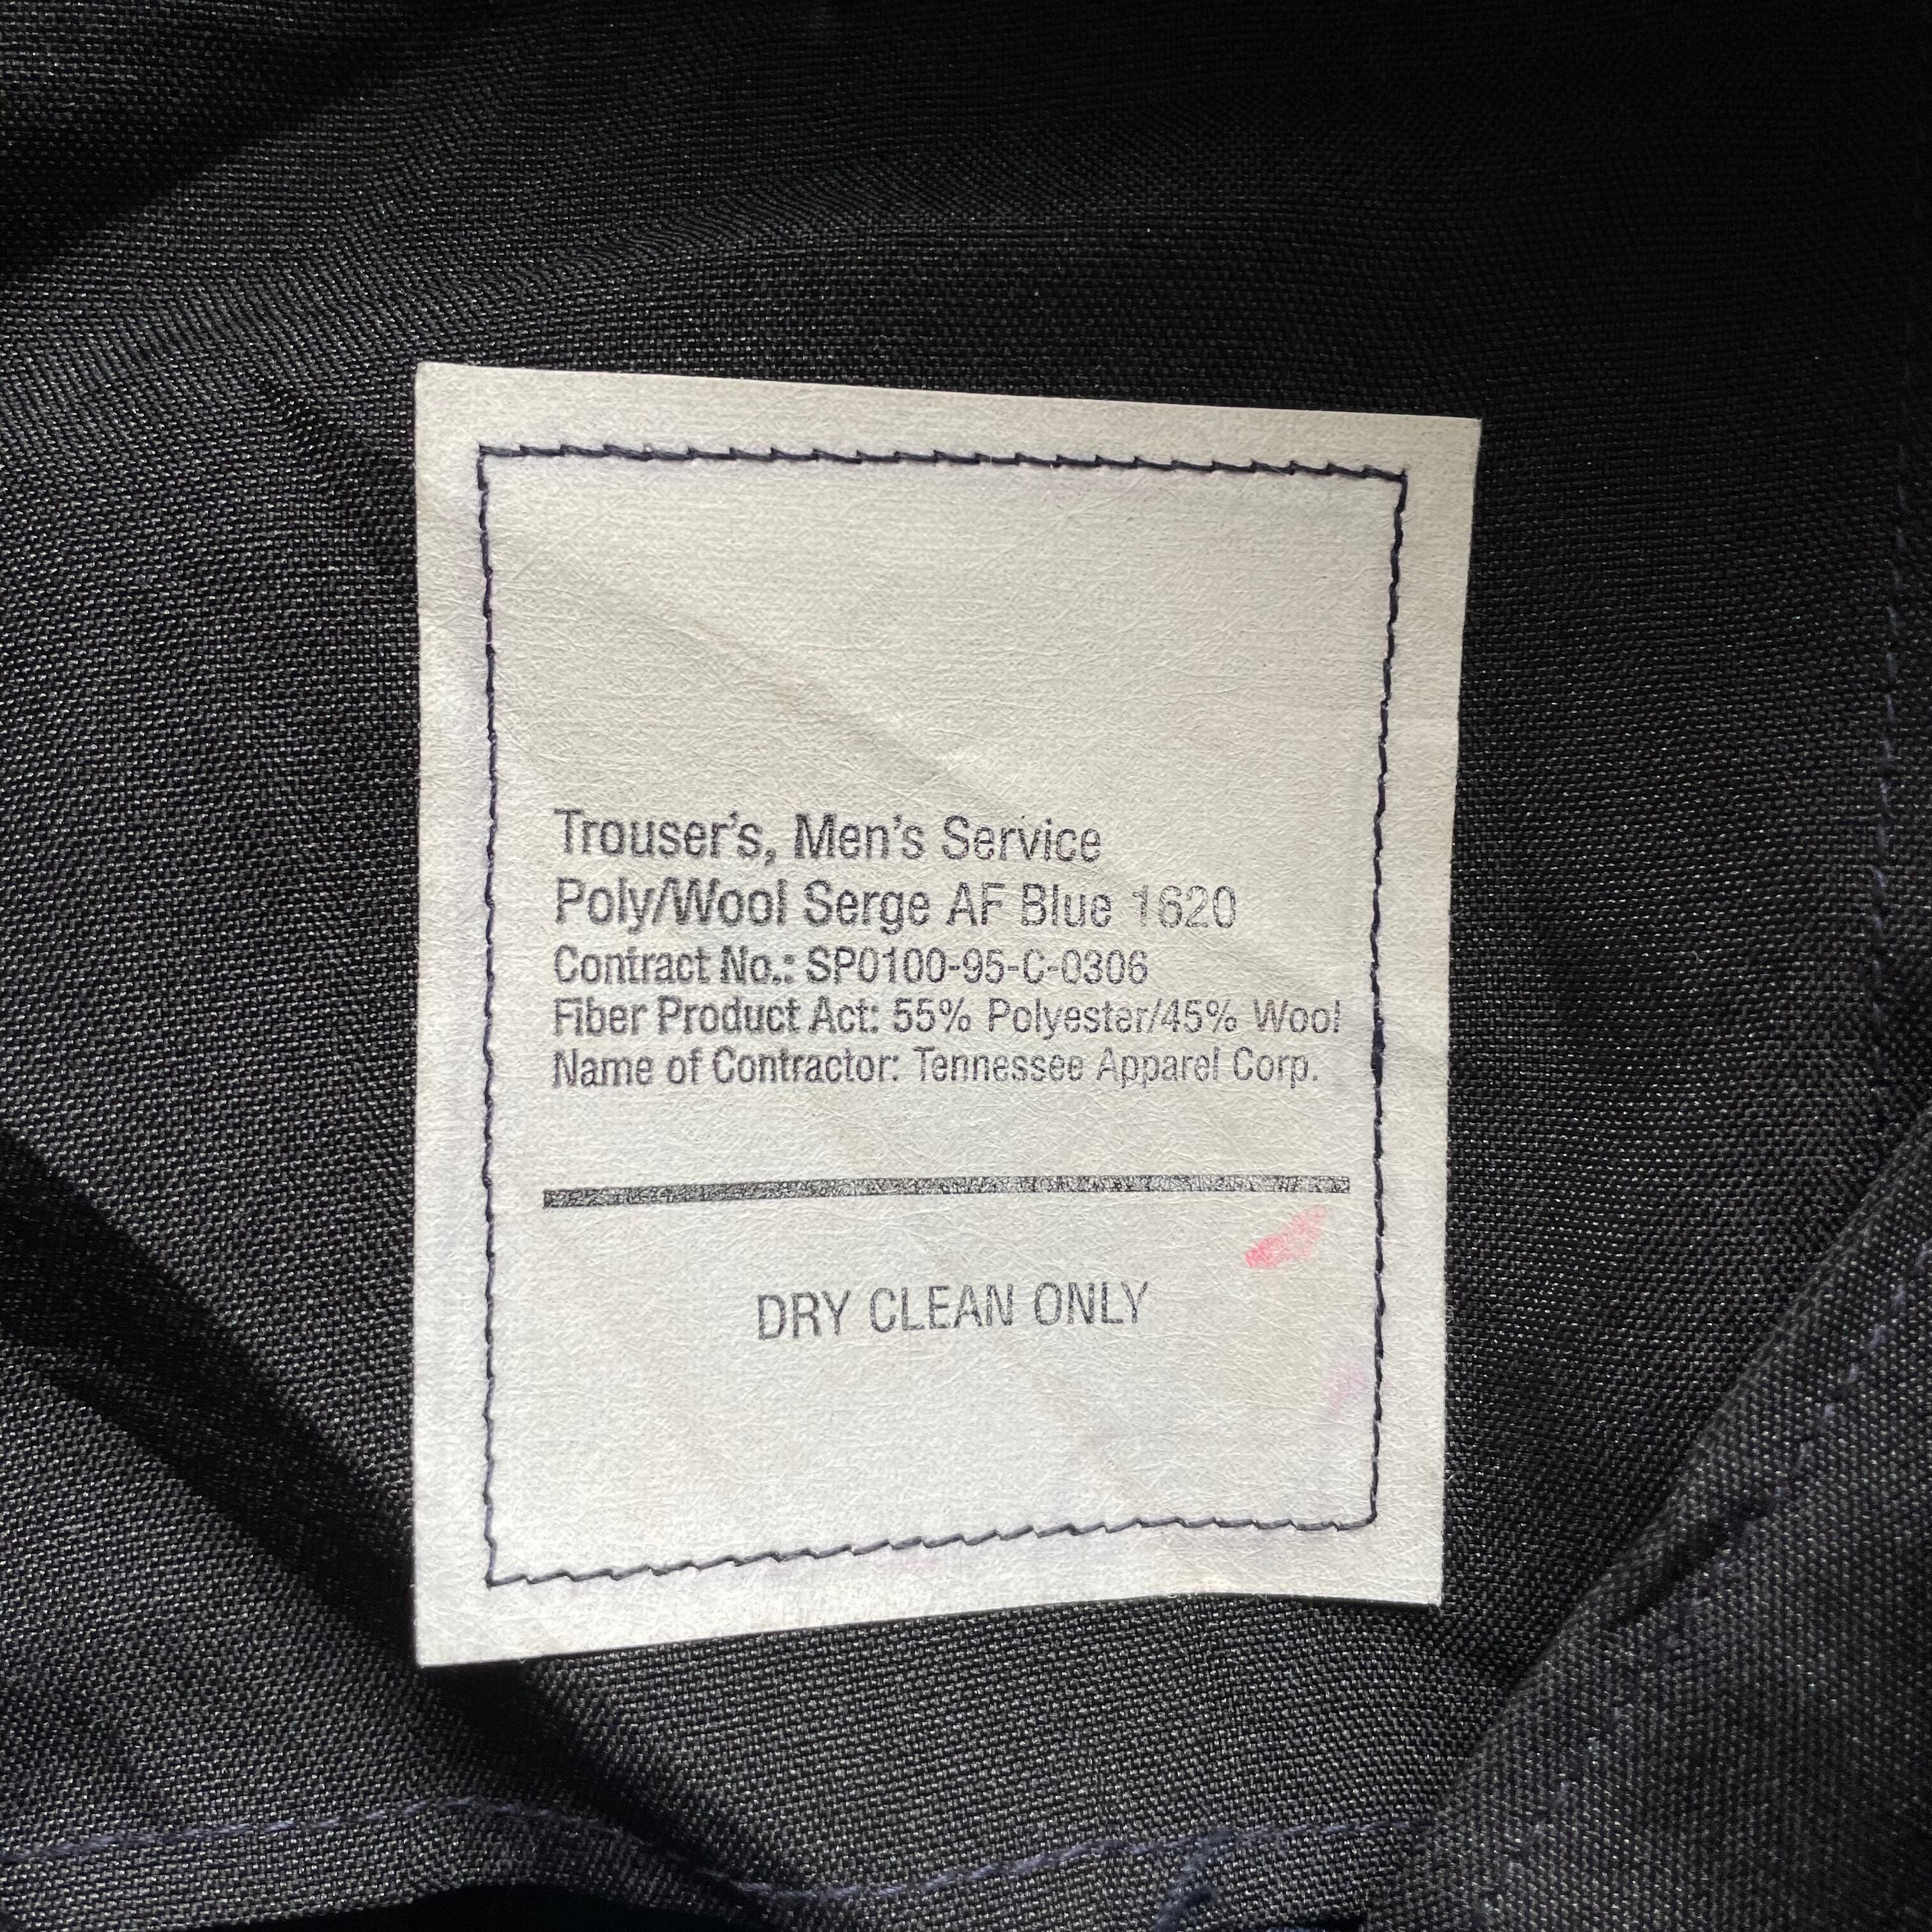 Trouser's, Men's Service
Poly/Wool Serge AF Blue 1620
Contract No.: SP0100-95-C-0306
Fiber Product Act: 55% Polyester/45% Wool
Name of Contractor: Tennessee Apparel Corp.
DRY CLEAN ONLY